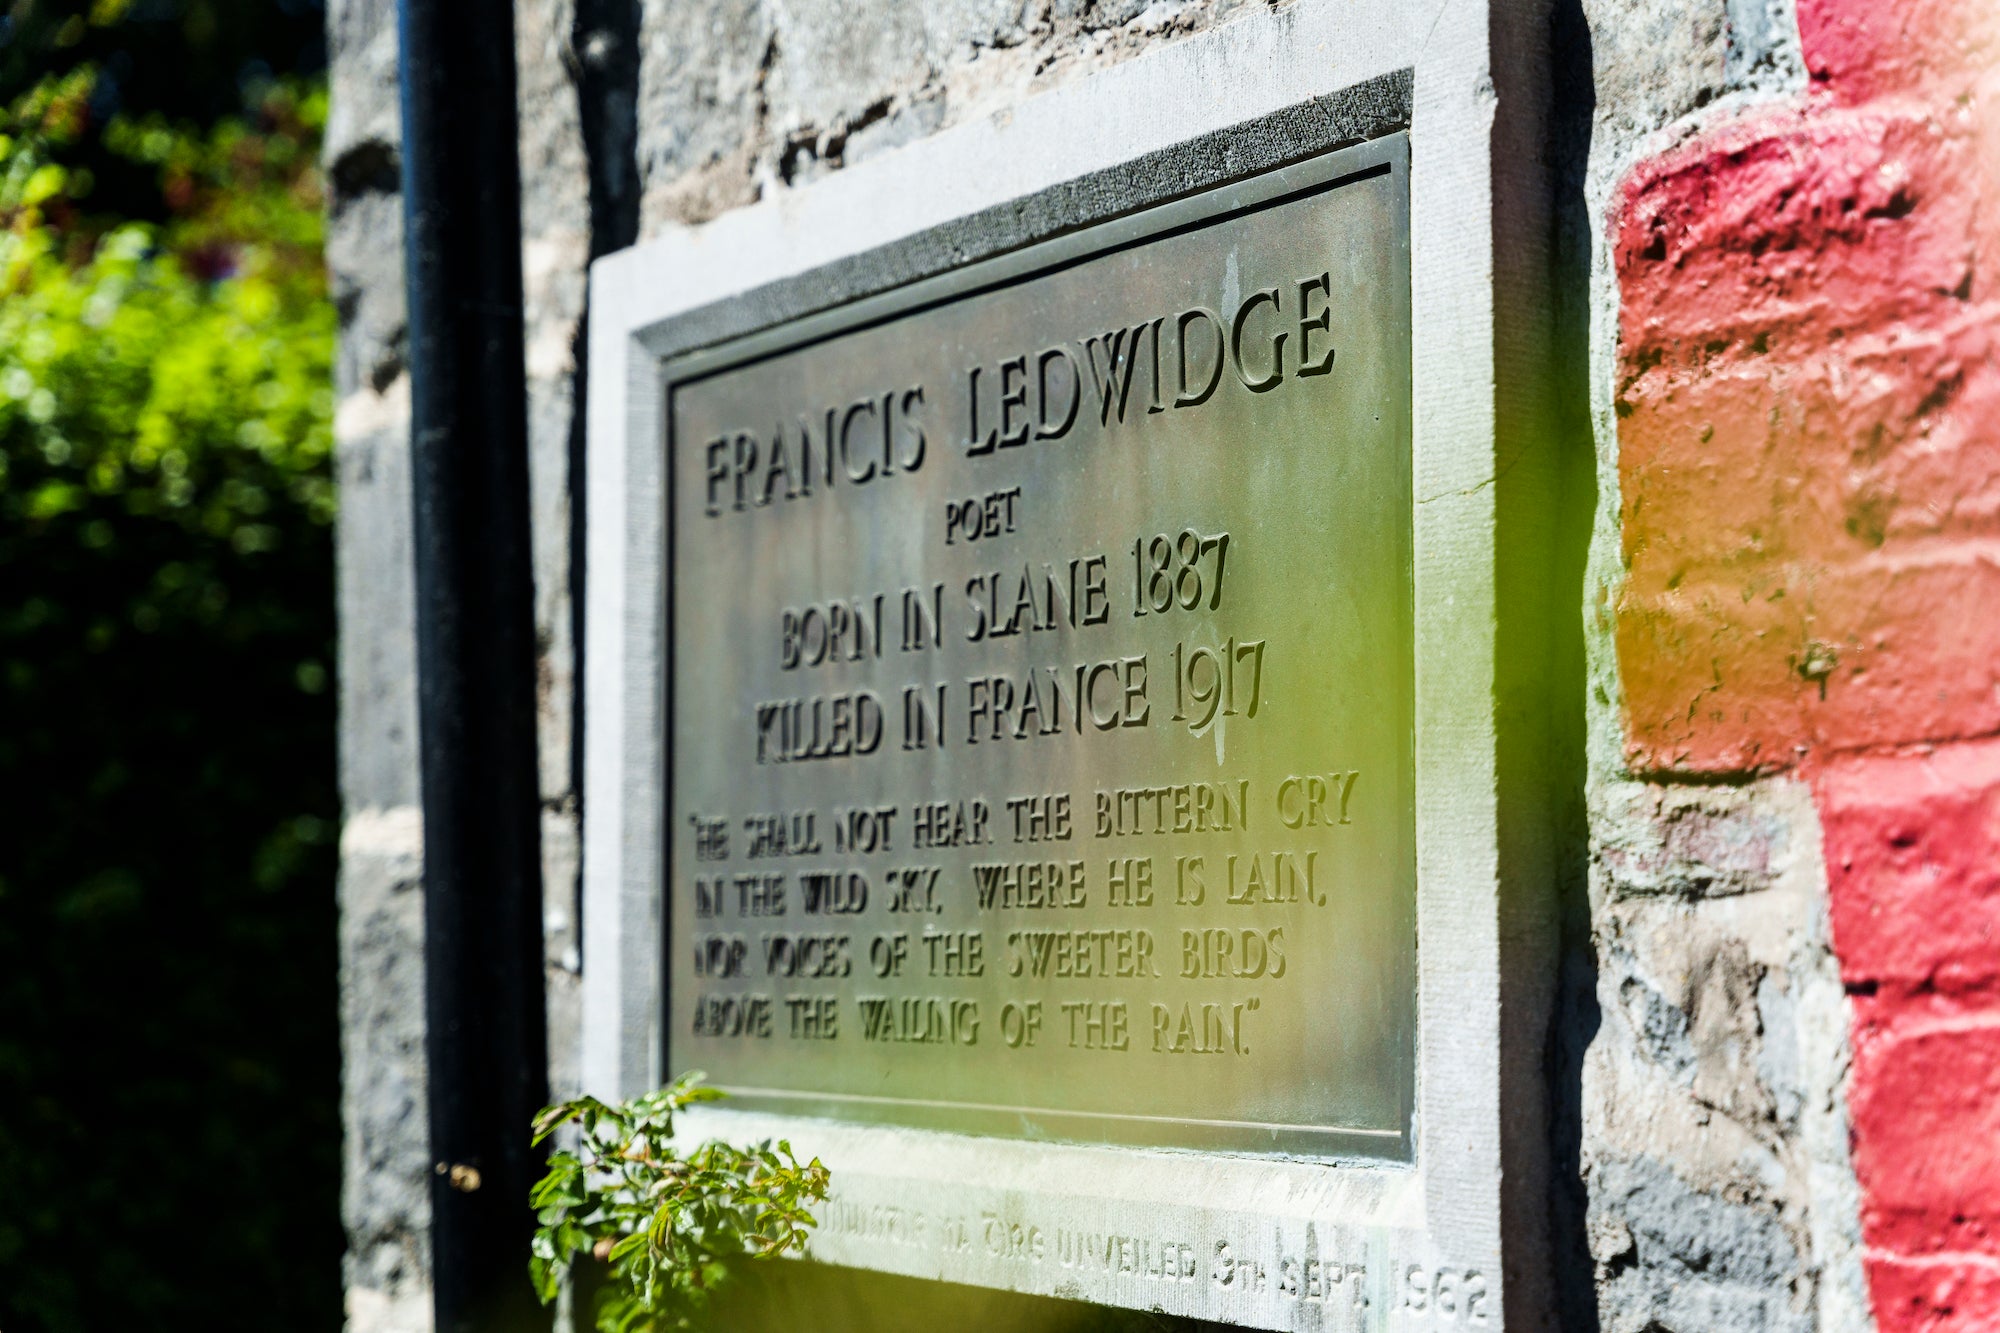 FRANCIS LEDWIDGE
POET
BORN IN SLANE 1887
KILLED IN FRANCE 1917
"HE SHALL NOT HEAR THE BITTERN CRY
IN THE WILD SKY, WHERE HE IS LAIN,
NOR VOICES OF THE SWEETER BIRDS
ABOVE THE WAILING OF THE RAIN."
NA TÍRE UNVEILED 9TH SEPT. 1962